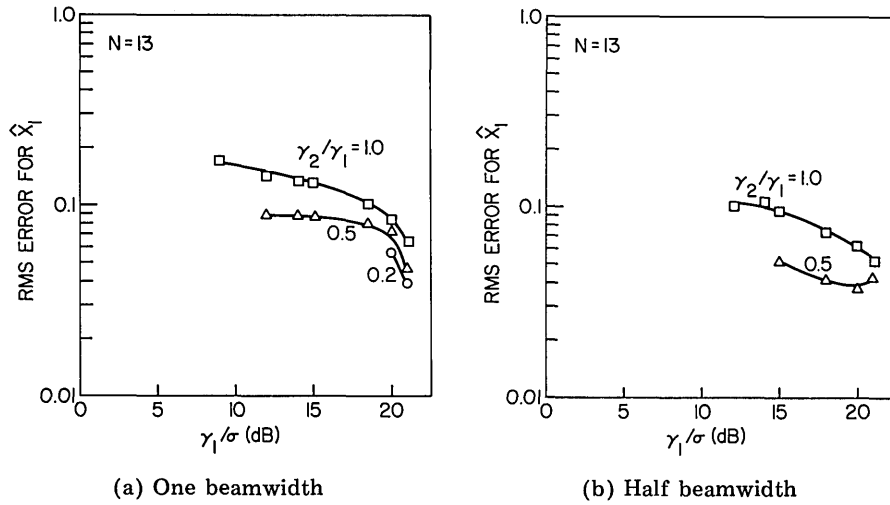 1.0
N=13
γ₂/γ₁=1.0
0.1
0.5
0.2
0.01
0 5 10 15 20
RMS ERROR FOR X̂₁
γ₁/σ (dB)
(a) One beamwidth
1.0
N=13
γ₂/γ₁=1.0
0.1
0.5
0.01
0 5 10 15 20
RMS ERROR FOR X̂₁
γ₁/σ (dB)
(b) Half beamwidth